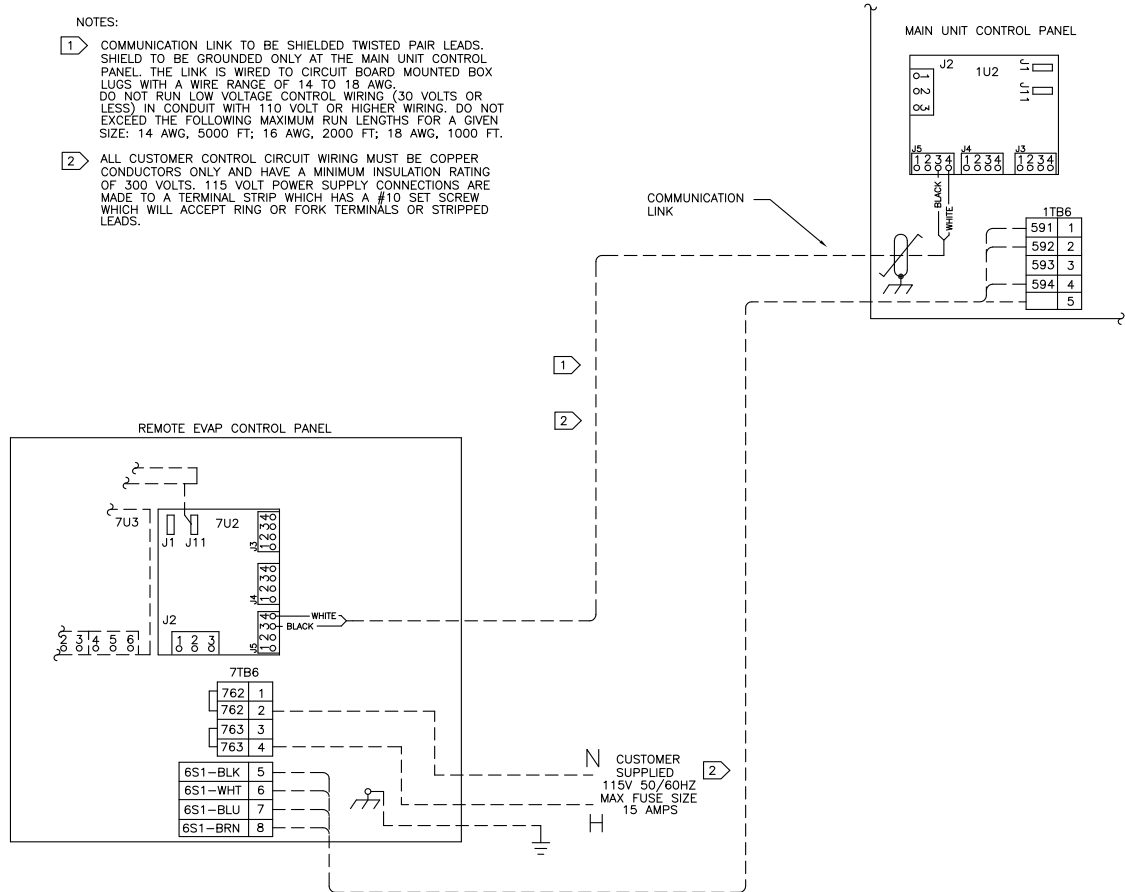 NOTES:
1 COMMUNICATION LINK TO BE SHIELDED TWISTED PAIR LEADS.
SHIELD TO BE GROUNDED ONLY AT THE MAIN UNIT CONTROL
PANEL. THE LINK IS WIRED TO CIRCUIT BOARD MOUNTED BOX
LUGS WITH A WIRE RANGE OF 14 TO 18 AWG.
DO NOT RUN LOW VOLTAGE CONTROL WIRING (30 VOLTS OR
LESS) IN CONDUIT WITH 110 VOLT OR HIGHER WIRING. DO NOT
EXCEED THE FOLLOWING MAXIMUM RUN LENGTHS FOR A GIVEN
SIZE: 14 AWG, 5000 FT; 16 AWG, 2000 FT; 18 AWG, 1000 FT.
2 ALL CUSTOMER CONTROL CIRCUIT WIRING MUST BE COPPER
CONDUCTORS ONLY AND HAVE A MINIMUM INSULATION RATING
OF 300 VOLTS. 115 VOLT POWER SUPPLY CONNECTIONS ARE
MADE TO A TERMINAL STRIP WHICH HAS A #10 SET SCREW
WHICH WILL ACCEPT RING OR FORK TERMINALS OR STRIPPED
LEADS.
MAIN UNIT CONTROL PANEL
J2
1U2
J1
J11
1 2 3
J5
J4
J3
1 2 3 4
1 2 3 4
1 2 3 4
BLACK
WHITE
COMMUNICATION
LINK
1TB6
591 1
592 2
593 3
594 4
5
1
2
REMOTE EVAP CONTROL PANEL
7U3
7U2
J1 J11
J3
1 2 3 4
J4
1 2 3 4
J2
1 2 3
J5
1 2 3 4
WHITE
BLACK
2 3 4 5 6
7TB6
762 1
762 2
763 3
763 4
6S1-BLK 5
6S1-WHT 6
6S1-BLU 7
6S1-BRN 8
N
CUSTOMER
SUPPLIED
115V 50/60HZ
MAX FUSE SIZE
15 AMPS
H
2